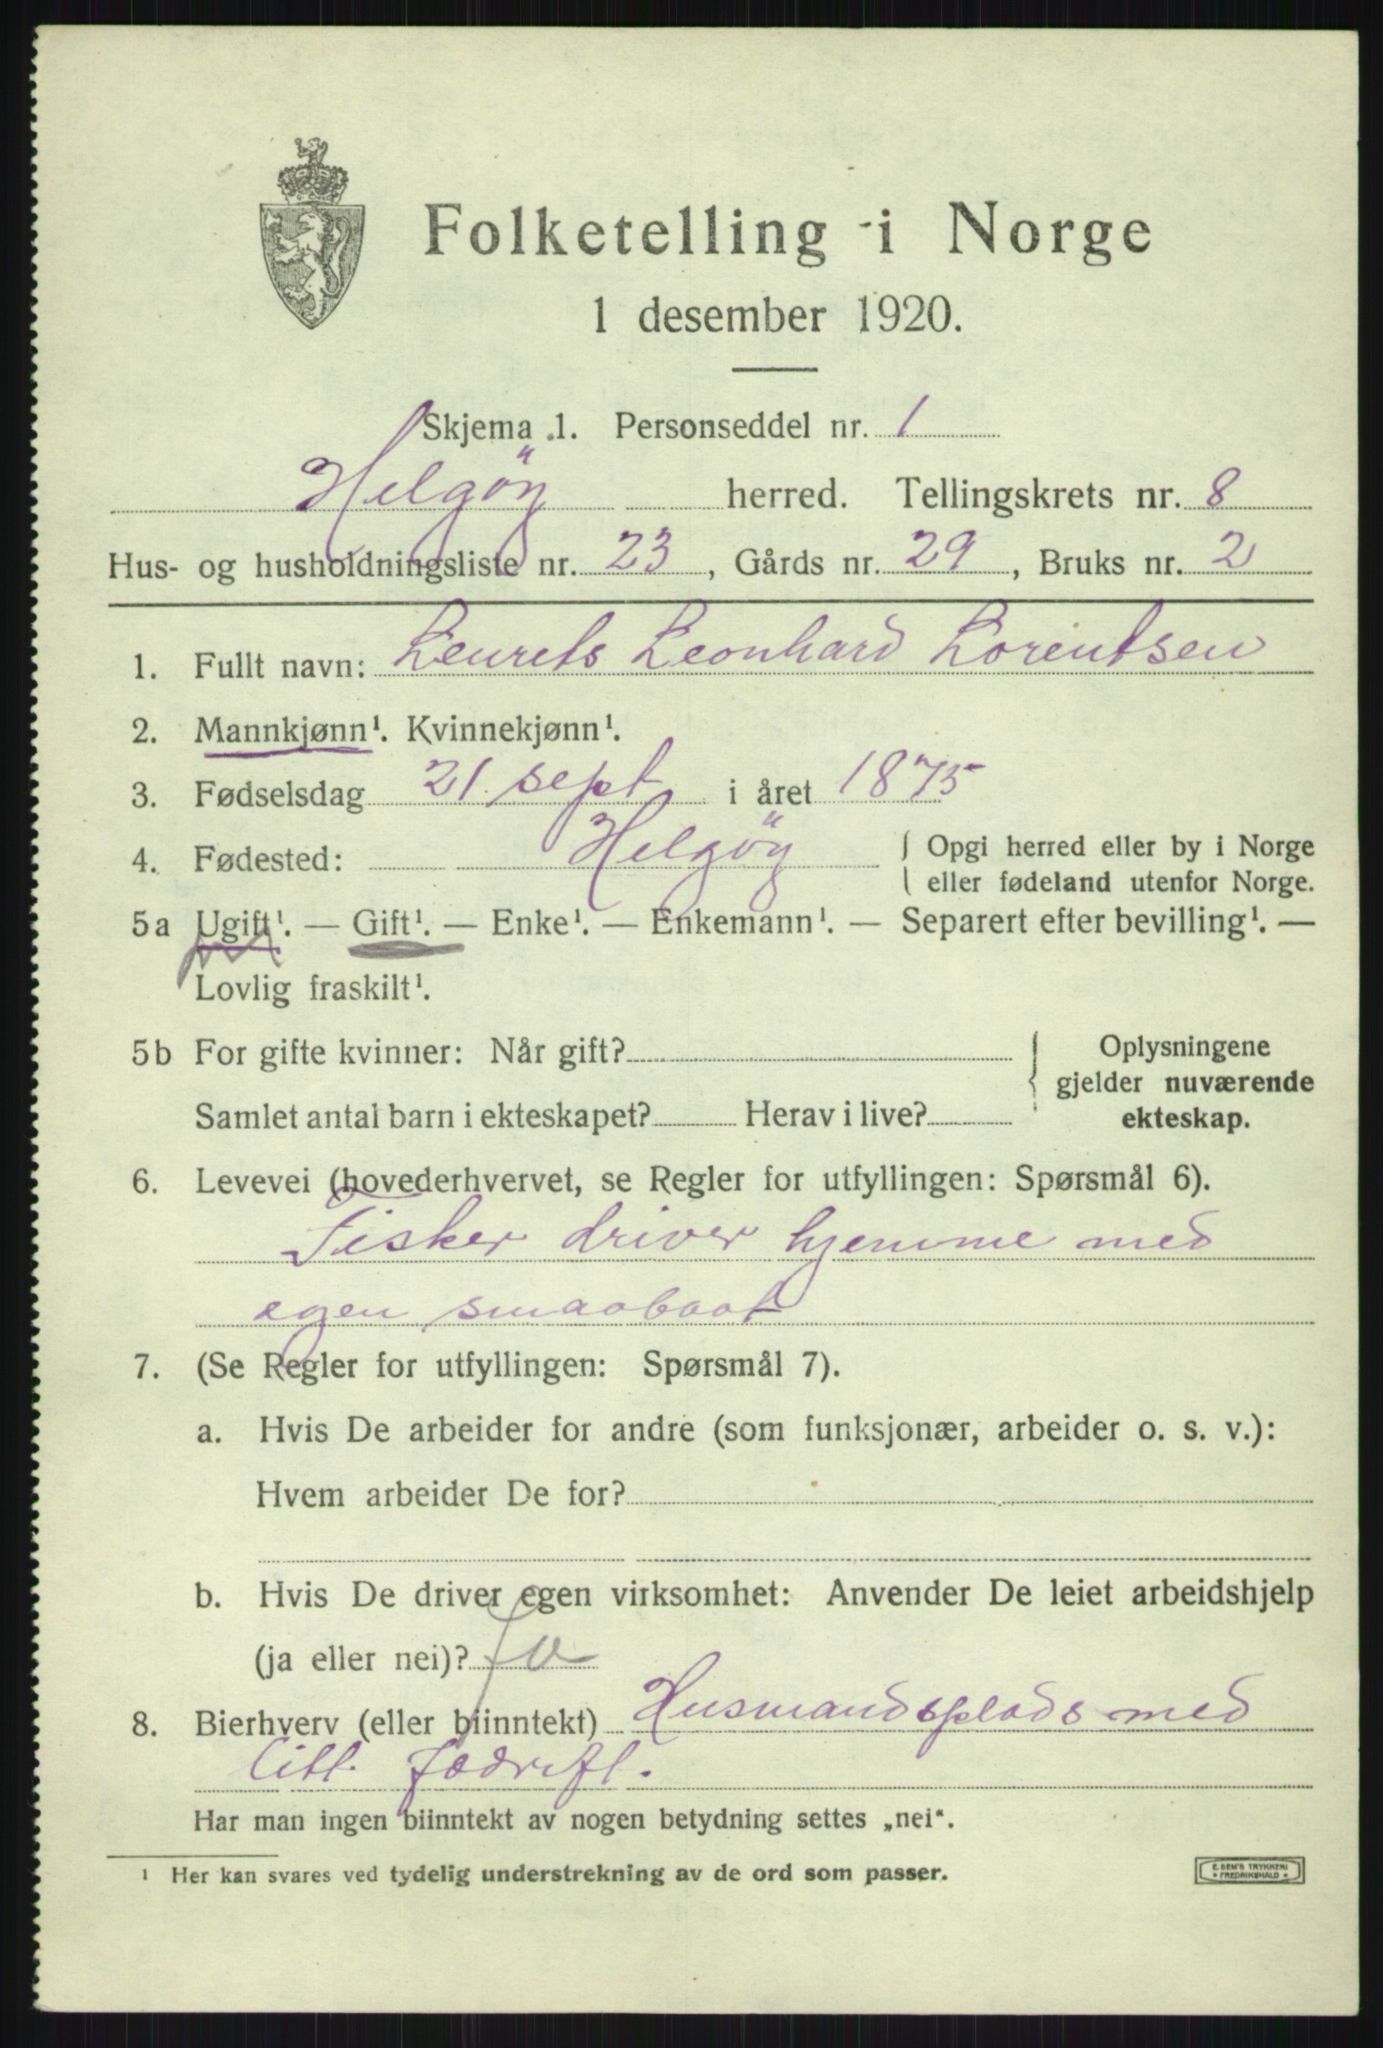 Folketelling i Norge
1 desember 1920.
Skjema 1. Personseddel nr. 1
Helgöy herred. Tellingskrets nr. 8
Hus- og husholdningsliste nr. 23, Gårds nr. 29, Bruks nr. 2
1. Fullt navn: Leurets Leonhard Lorentsen
2. Mannkjønn¹. Kvinnekjønn¹.
3. Fødselsdag 21 sept i året 1875
4. Fødested: Helgöy { Opgi herred eller by i Norge
eller fødeland utenfor Norge.
5a Ugift¹. — Gift¹. — Enke¹. — Enkemann¹. — Separert efter bevilling¹. —
Lovlig fraskilt¹.
5b For gifte kvinner: Når gift? { Oplysningene
gjelder nuværende
Samlet antal barn i ekteskapet? Herav i live? ekteskap.
6. Levevei (hovederhvervet, se Regler for utfyllingen: Spørsmål 6).
Fisker driver hjemme med
egen smaabaat
7. (Se Regler for utfyllingen: Spørsmål 7).
a. Hvis De arbeider for andre (som funksjonær, arbeider o. s. v.):
Hvem arbeider De for?
b. Hvis De driver egen virksomhet: Anvender De leiet arbeidshjelp
(ja eller nei)?
8. Bierhverv (eller biinntekt) Husmandsplads med
litt jodrift.
Har man ingen biinntekt av nogen betydning settes „nei“.
¹ Her kan svares ved tydelig understrekning av de ord som passer.
E. SEM'S TRYKKERI
* FREDRIKSHALD *